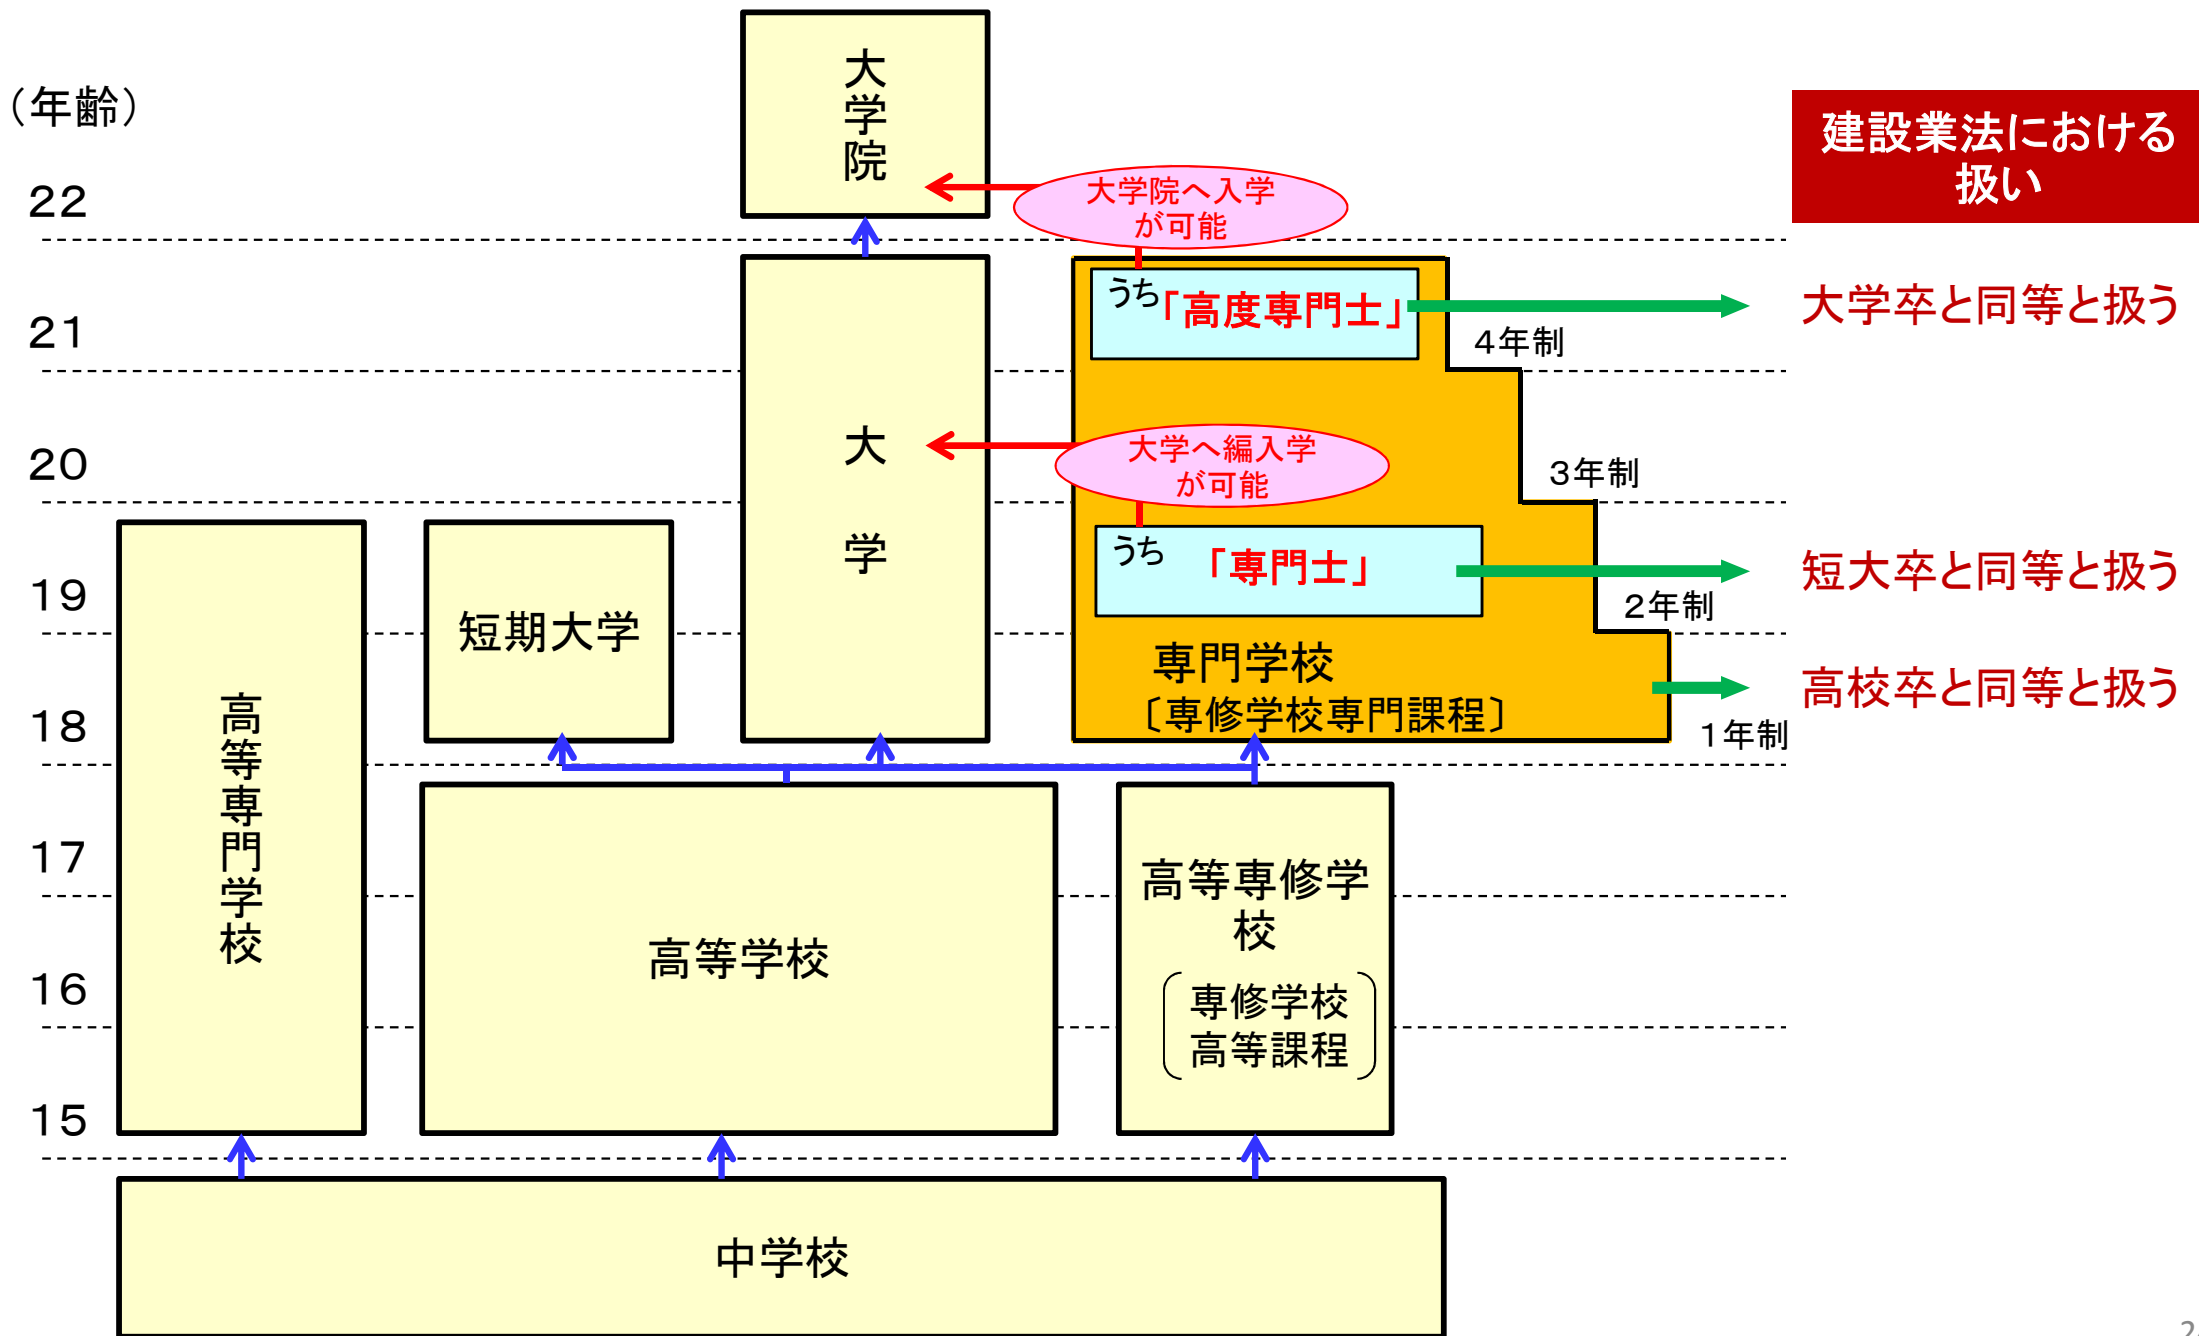 （年齢）
22
21
20
19
18
17
16
15
大学院
大学
短期大学
高等専門学校
高等学校
高等専修学
校
専修学校
高等課程
中学校
大学院へ入学
が可能
うち「高度専門士」
大学へ編入学
が可能
うち「専門士」
専門学校
〔専修学校専門課程〕
4年制
3年制
2年制
1年制
建設業法における
扱い
大学卒と同等と扱う
短大卒と同等と扱う
高校卒と同等と扱う